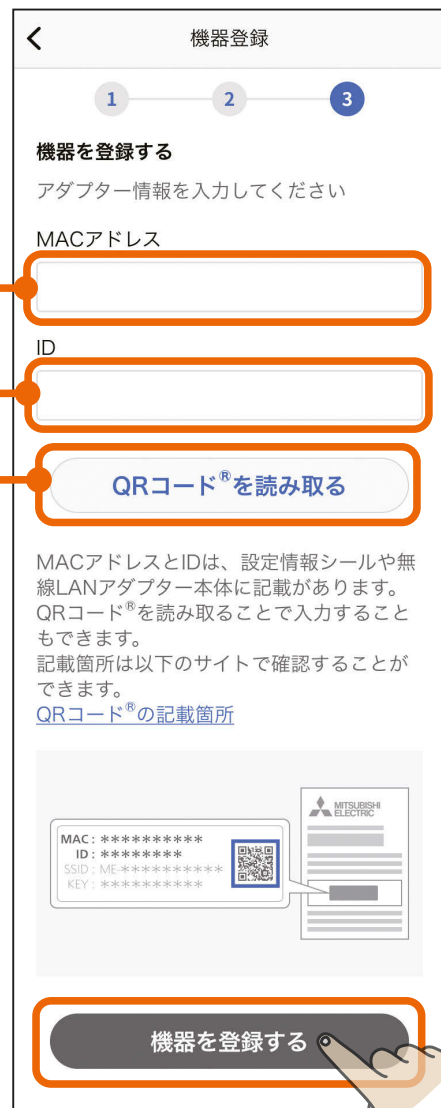 機器登録
1 2 3
機器を登録する
アダプター情報を入力してください
MACアドレス
ID
QRコード®を読み取る
MACアドレスとIDは、設定情報シールや無
線LANアダプター本体に記載があります。
QRコード®を読み取ることで入力すること
もできます。
記載箇所は以下のサイトで確認することが
できます。
QRコード®の記載箇所
MITSUBISHI
ELECTRIC
MAC : **********
ID : ********
SSID : ME-**********
KEY : **********
機器を登録する